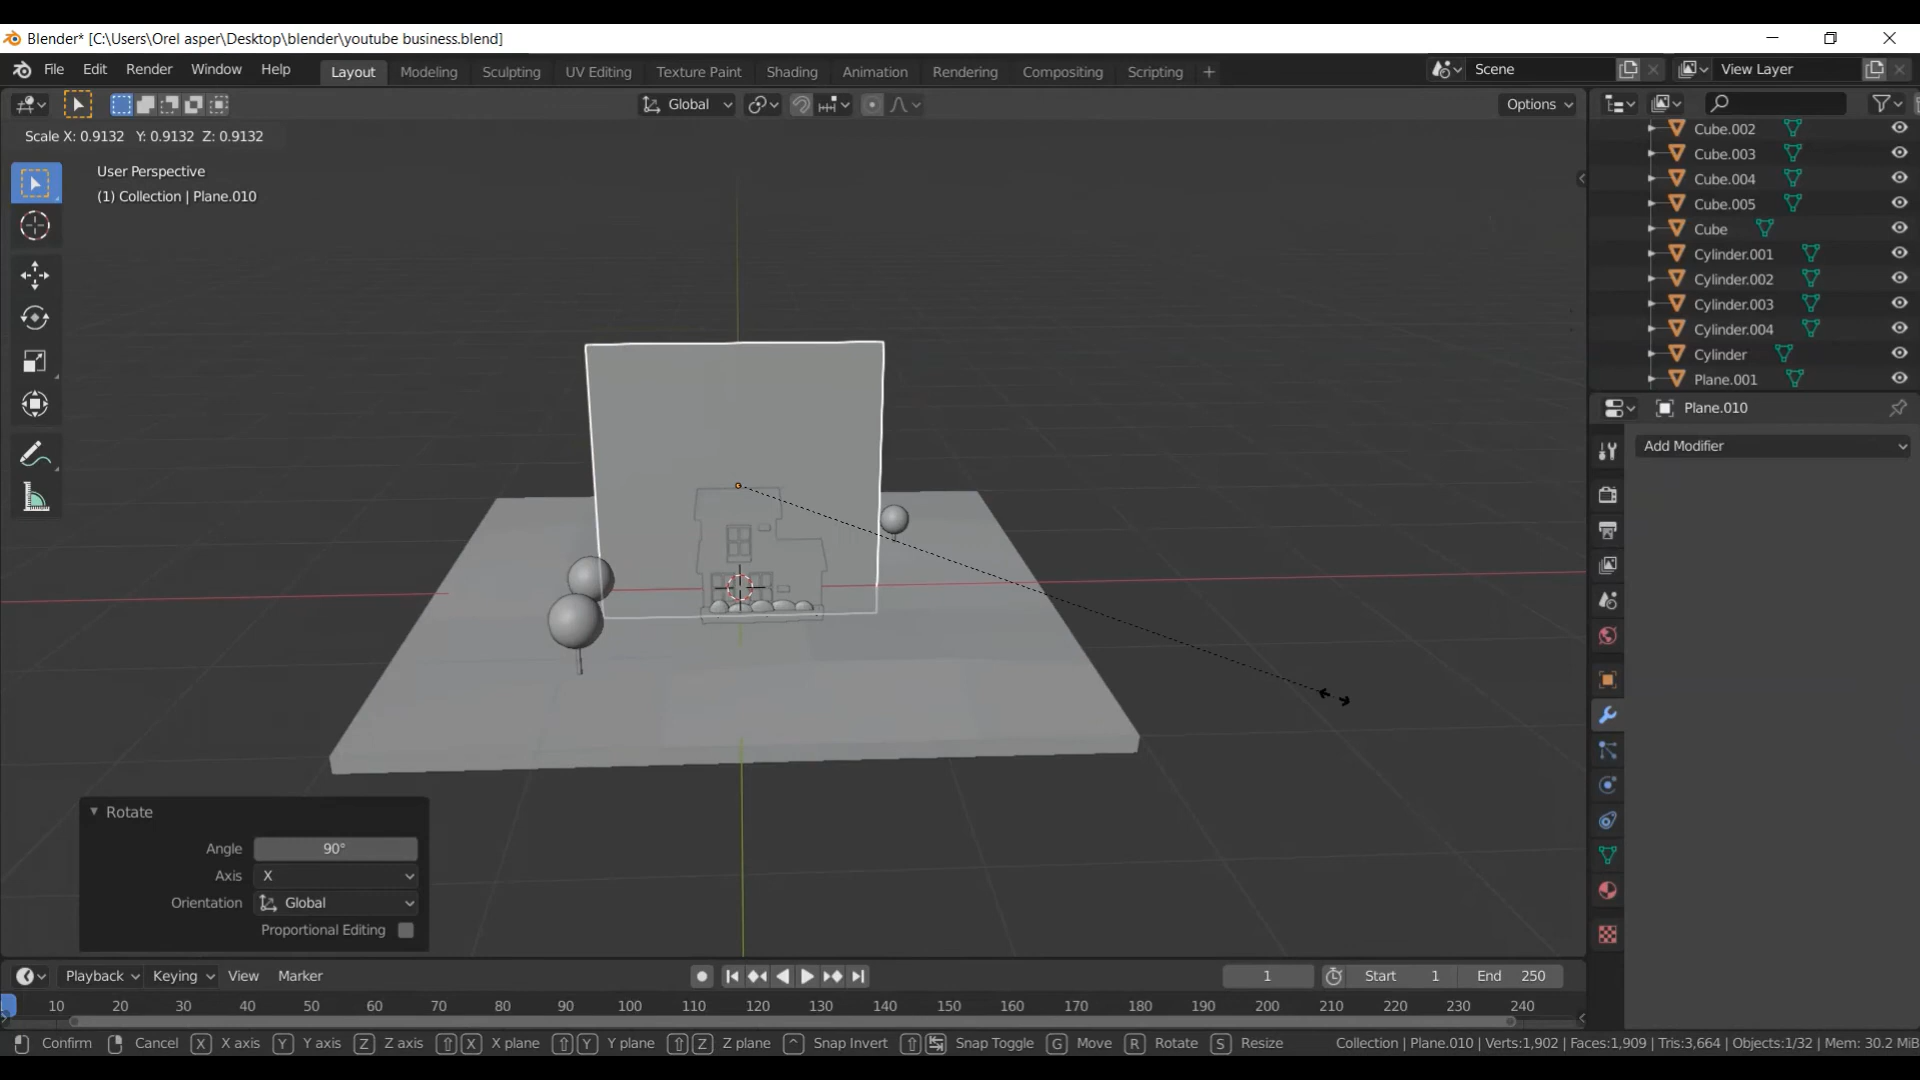 Blender* [C:\Users\Orel asper\Desktop\blender\youtube business.blend]
File Edit Render Window Help Layout Modeling Sculpting UV Editing Texture Paint Shading Animation Rendering Compositing Scripting + Scene View Layer
Global Options
Scale X: 0.9132 Y: 0.9132 Z: 0.9132
User Perspective
(1) Collection | Plane.010
Cube.002
Cube.003
Cube.004
Cube.005
Cube
Cylinder.001
Cylinder.002
Cylinder.003
Cylinder.004
Cylinder
Plane.001
Plane.010
Add Modifier
Rotate
Angle 90°
Axis X
Orientation Global
Proportional Editing
Playback Keying View Marker 1 Start 1 End 250
10 20 30 40 50 60 70 80 90 100 110 120 130 140 150 160 170 180 190 200 210 220 230 240
Confirm Cancel X X axis Y Y axis Z Z axis X X plane Y Y plane Z Z plane ^ Snap Invert Snap Toggle G Move R Rotate S Resize Collection | Plane.010 | Verts:1,902 | Faces:1,909 | Tris:3,664 | Objects:1/32 | Mem: 30.2 MiB